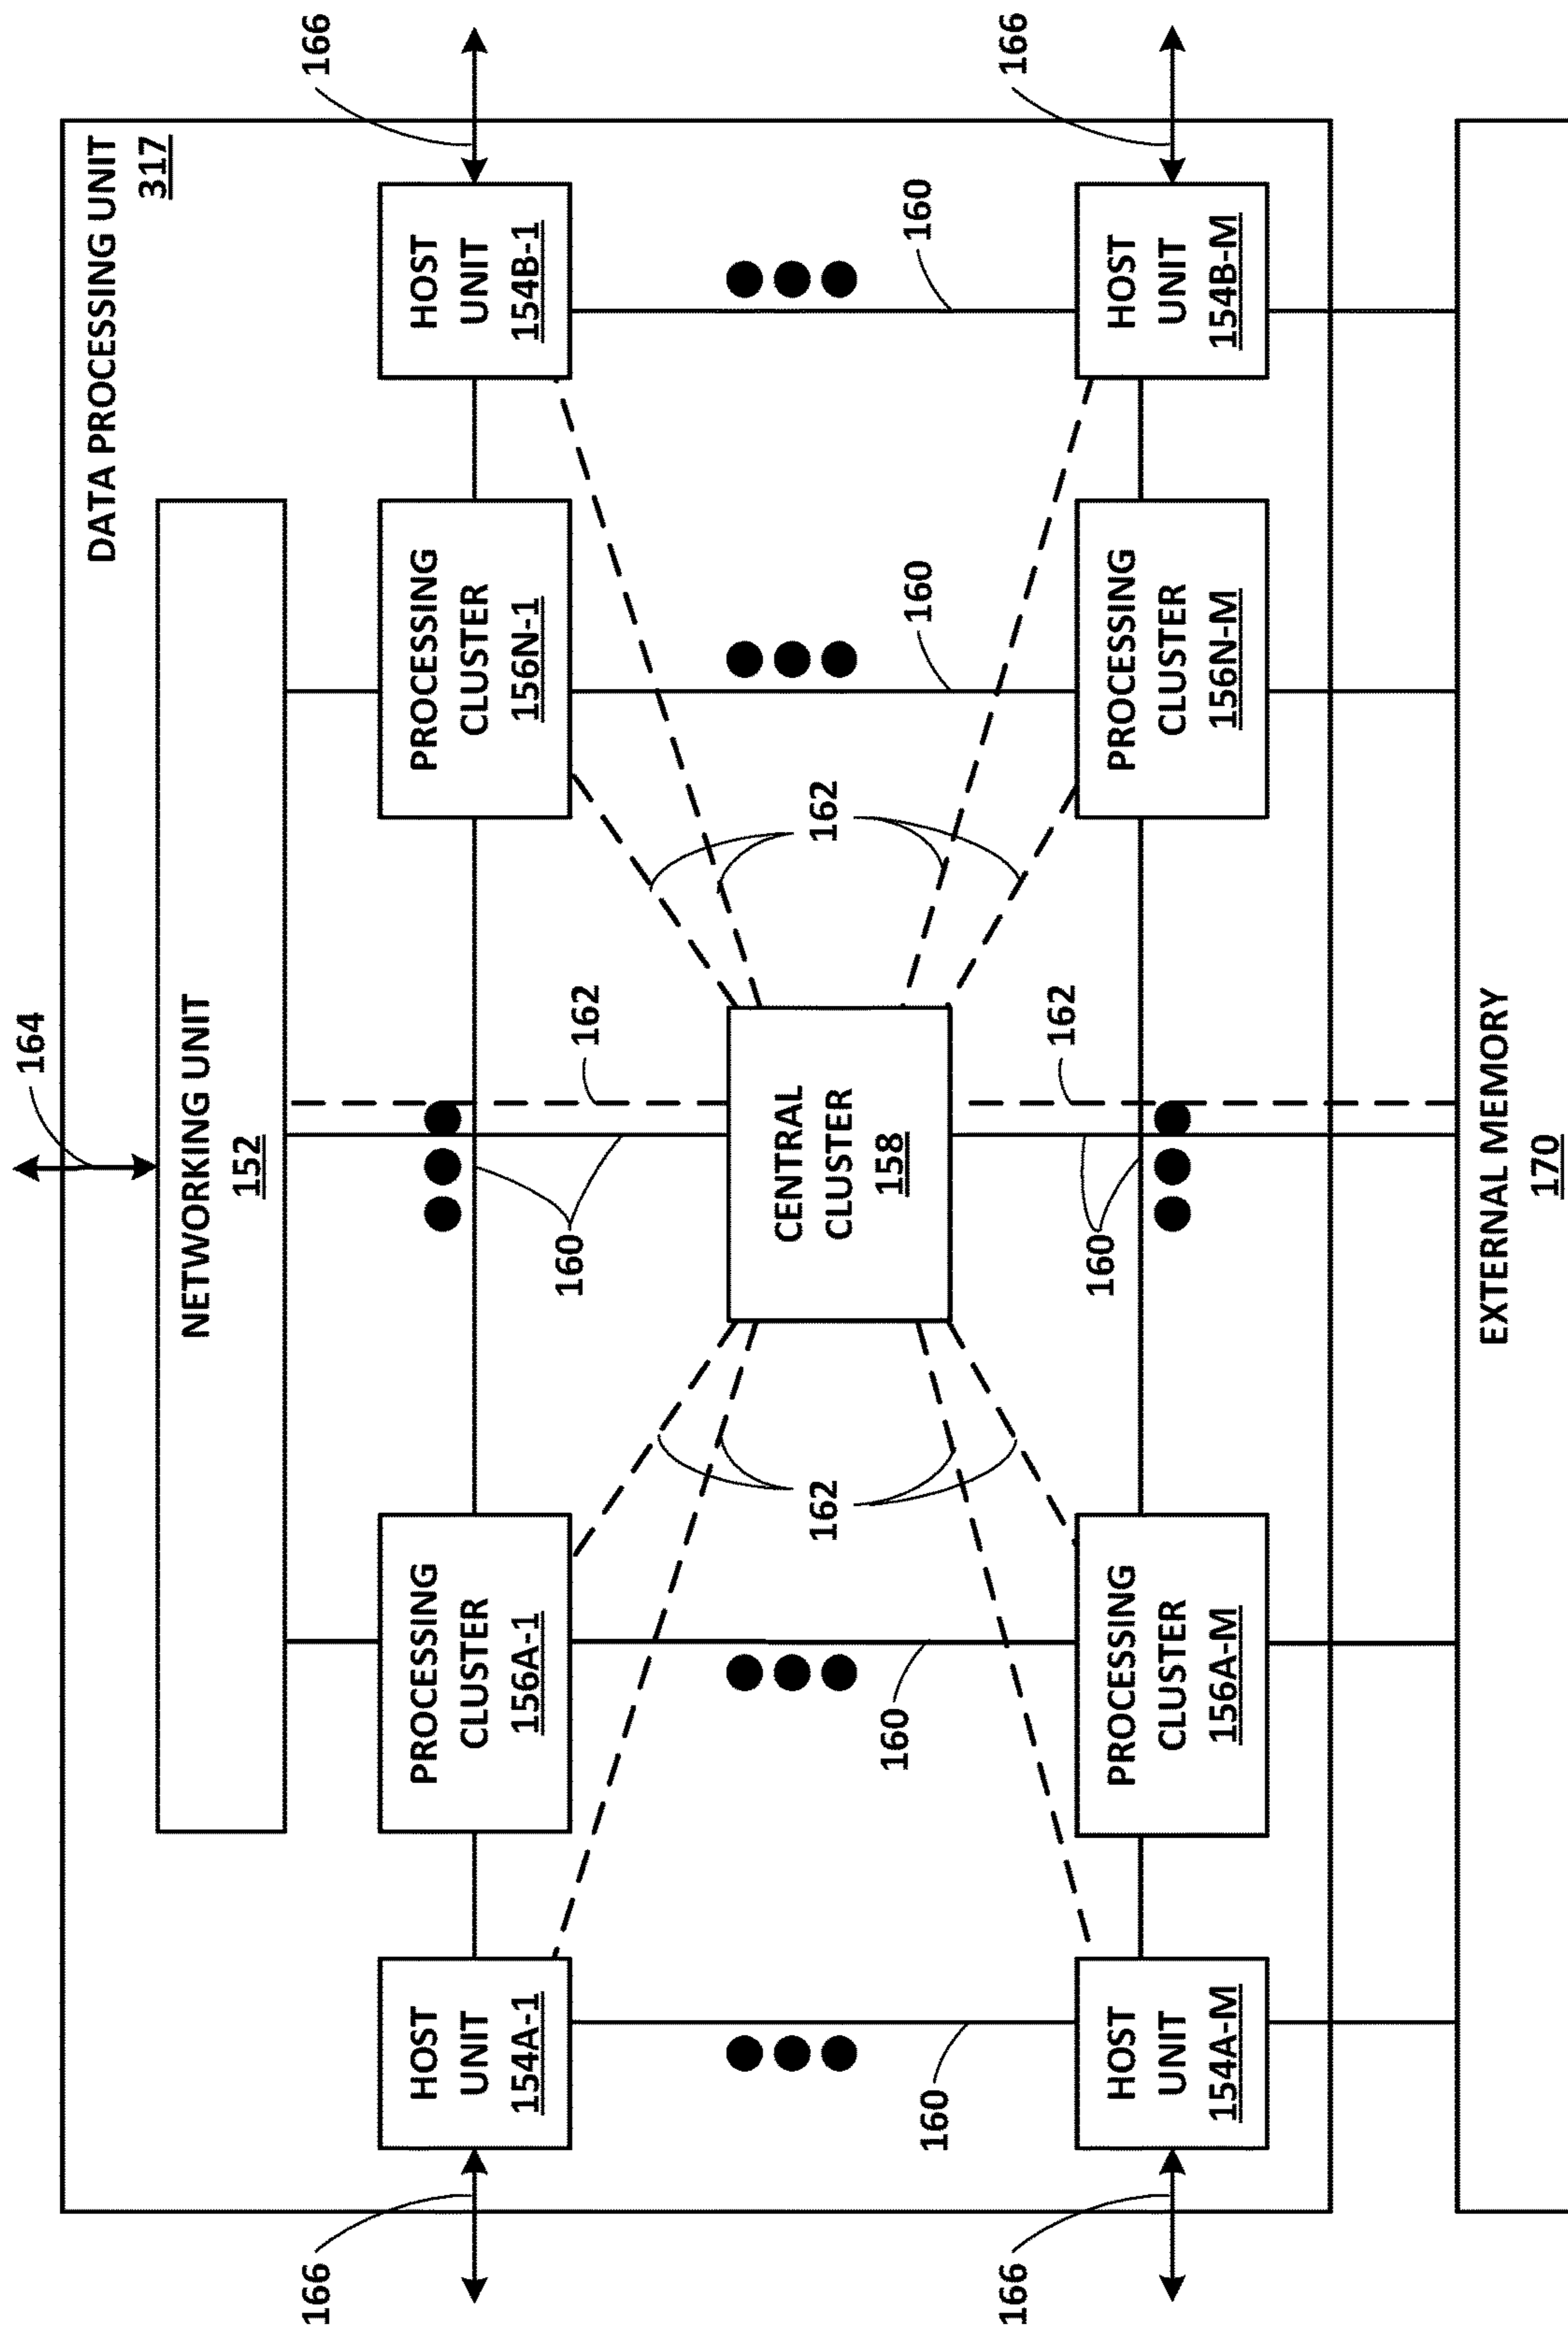 164
DATA PROCESSING UNIT
317
NETWORKING UNIT
152
166
166
HOST
UNIT
154A-1
PROCESSING
CLUSTER
156A-1
PROCESSING
CLUSTER
156N-1
HOST
UNIT
154B-1
160
162
162
CENTRAL
CLUSTER
158
162
160
160
160
160
160
162
HOST
UNIT
154A-M
PROCESSING
CLUSTER
156A-M
PROCESSING
CLUSTER
156N-M
HOST
UNIT
154B-M
166
166
EXTERNAL MEMORY
170